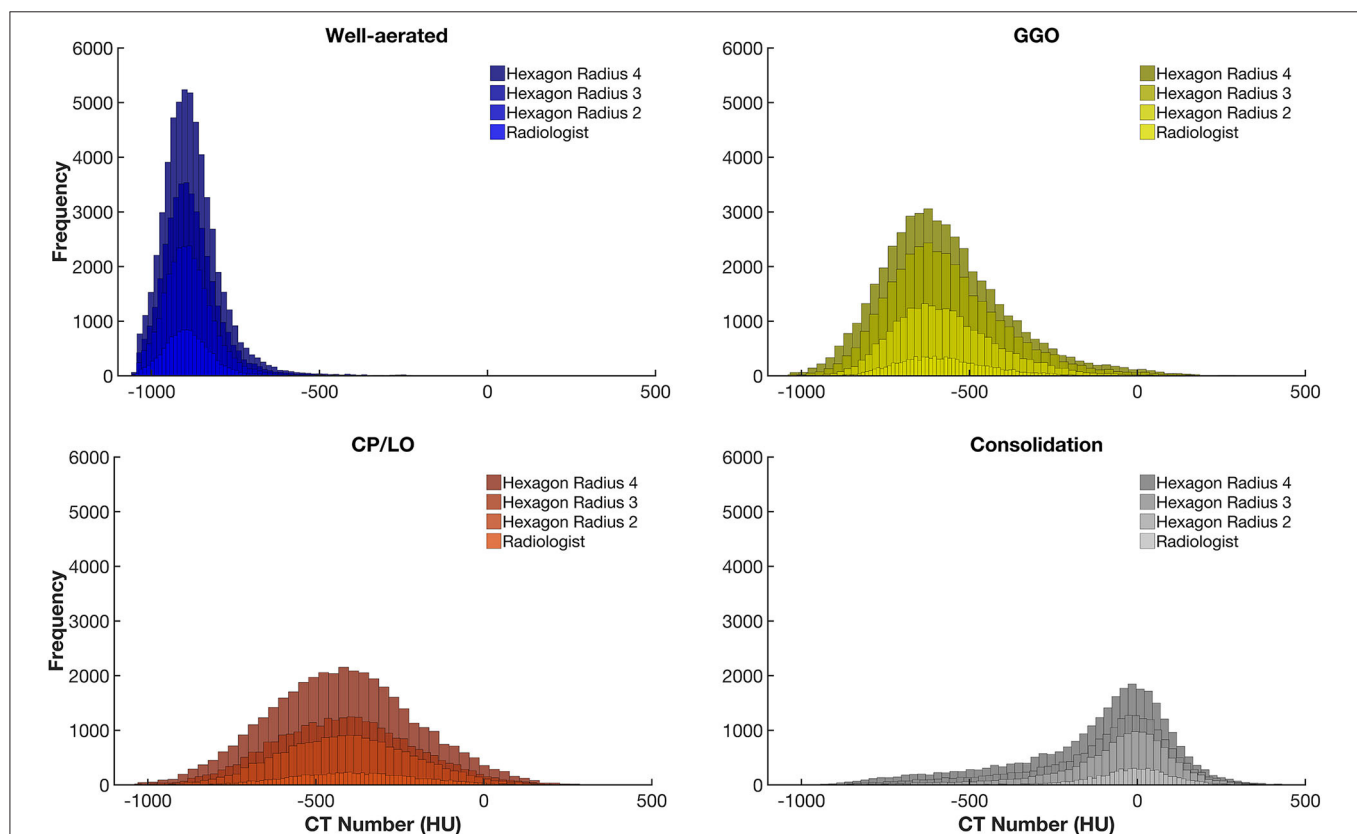 Well-aerated
6000
5000
4000
3000
2000
1000
0
Frequency
Hexagon Radius 4
Hexagon Radius 3
Hexagon Radius 2
Radiologist
-1000
-500
0
500
GGO
6000
5000
4000
3000
2000
1000
0
Hexagon Radius 4
Hexagon Radius 3
Hexagon Radius 2
Radiologist
-1000
-500
0
500
CP/LO
6000
5000
4000
3000
2000
1000
0
Frequency
Hexagon Radius 4
Hexagon Radius 3
Hexagon Radius 2
Radiologist
-1000
-500
0
500
CT Number (HU)
Consolidation
6000
5000
4000
3000
2000
1000
0
Hexagon Radius 4
Hexagon Radius 3
Hexagon Radius 2
Radiologist
-1000
-500
0
500
CT Number (HU)